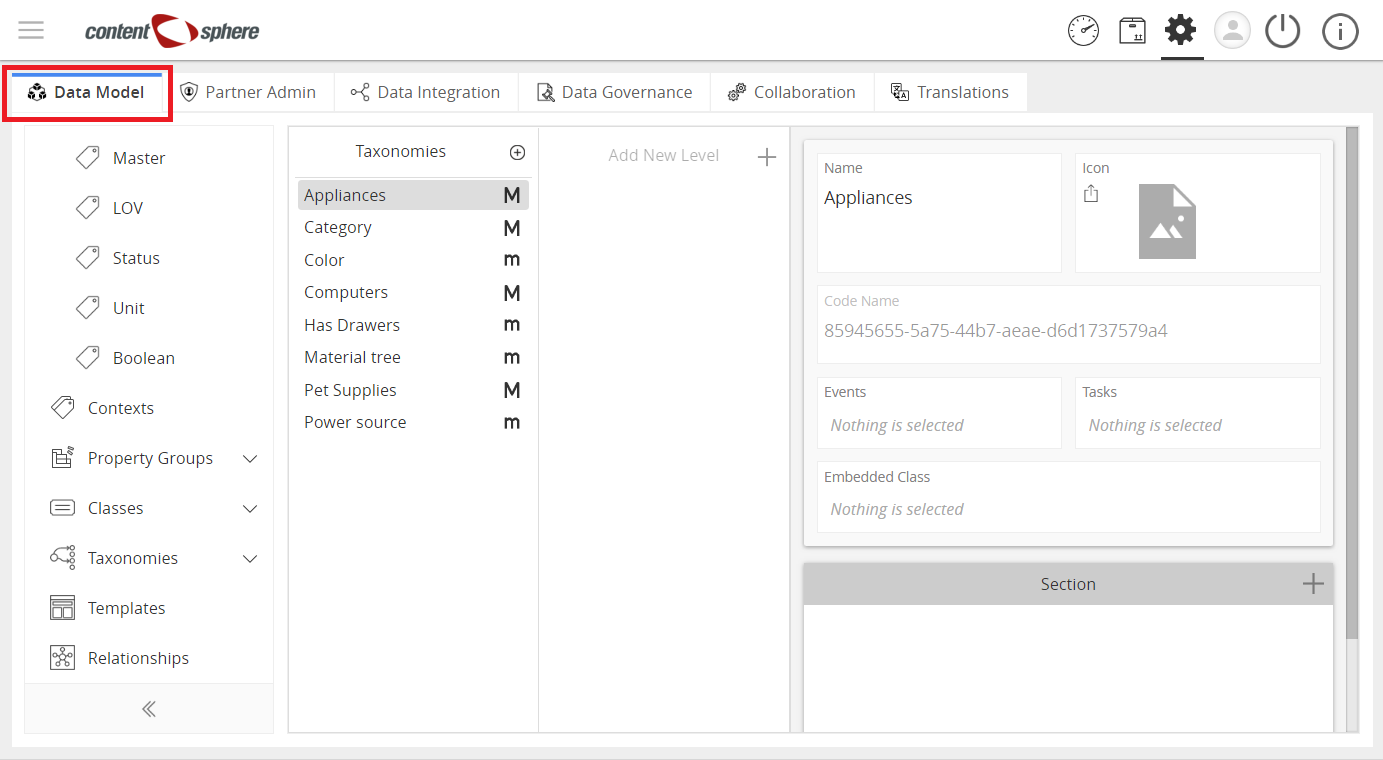 content sphere
Data Model
Partner Admin
Data Integration
Data Governance
Collaboration
Translations
Master
LOV
Status
Unit
Boolean
Contexts
Property Groups
Classes
Taxonomies
Templates
Relationships
Taxonomies
Appliances M
Category M
Color m
Computers M
Has Drawers m
Material tree m
Pet Supplies M
Power source m
Add New Level
Name
Appliances
Icon
Code Name
85945655-5a75-44b7-aeae-d6d1737579a4
Events
Nothing is selected
Tasks
Nothing is selected
Embedded Class
Nothing is selected
Section